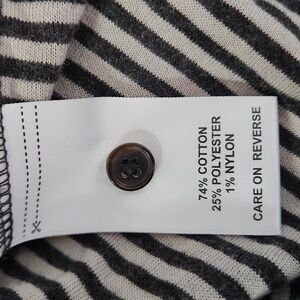 74% COTTON
25% POLYESTER
1% NYLON
CARE ON REVERSE